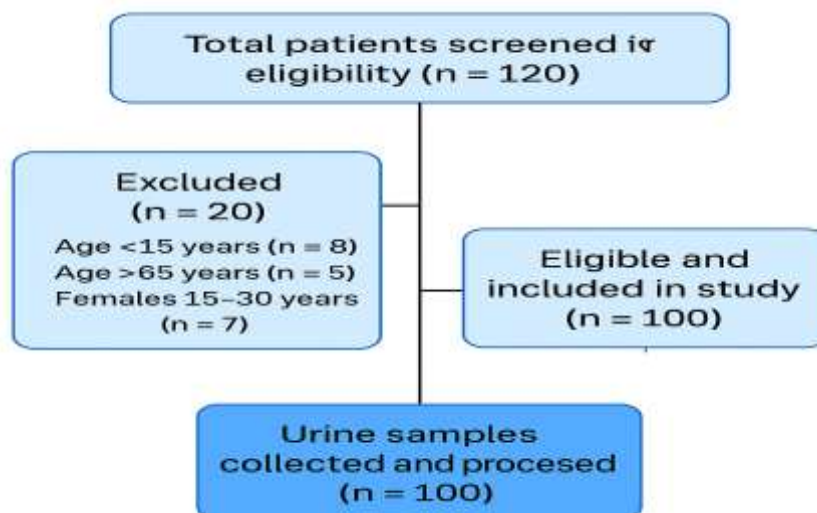 Total patients screened
eligibility (n = 120)
Excluded
(n = 20)
Age <15 years (n = 8)
Age >65 years (n = 5)
Females 15–30 years
(n = 7)
Eligible and
included in study
(n = 100)
Urine samples
collected and procesed
(n = 100)